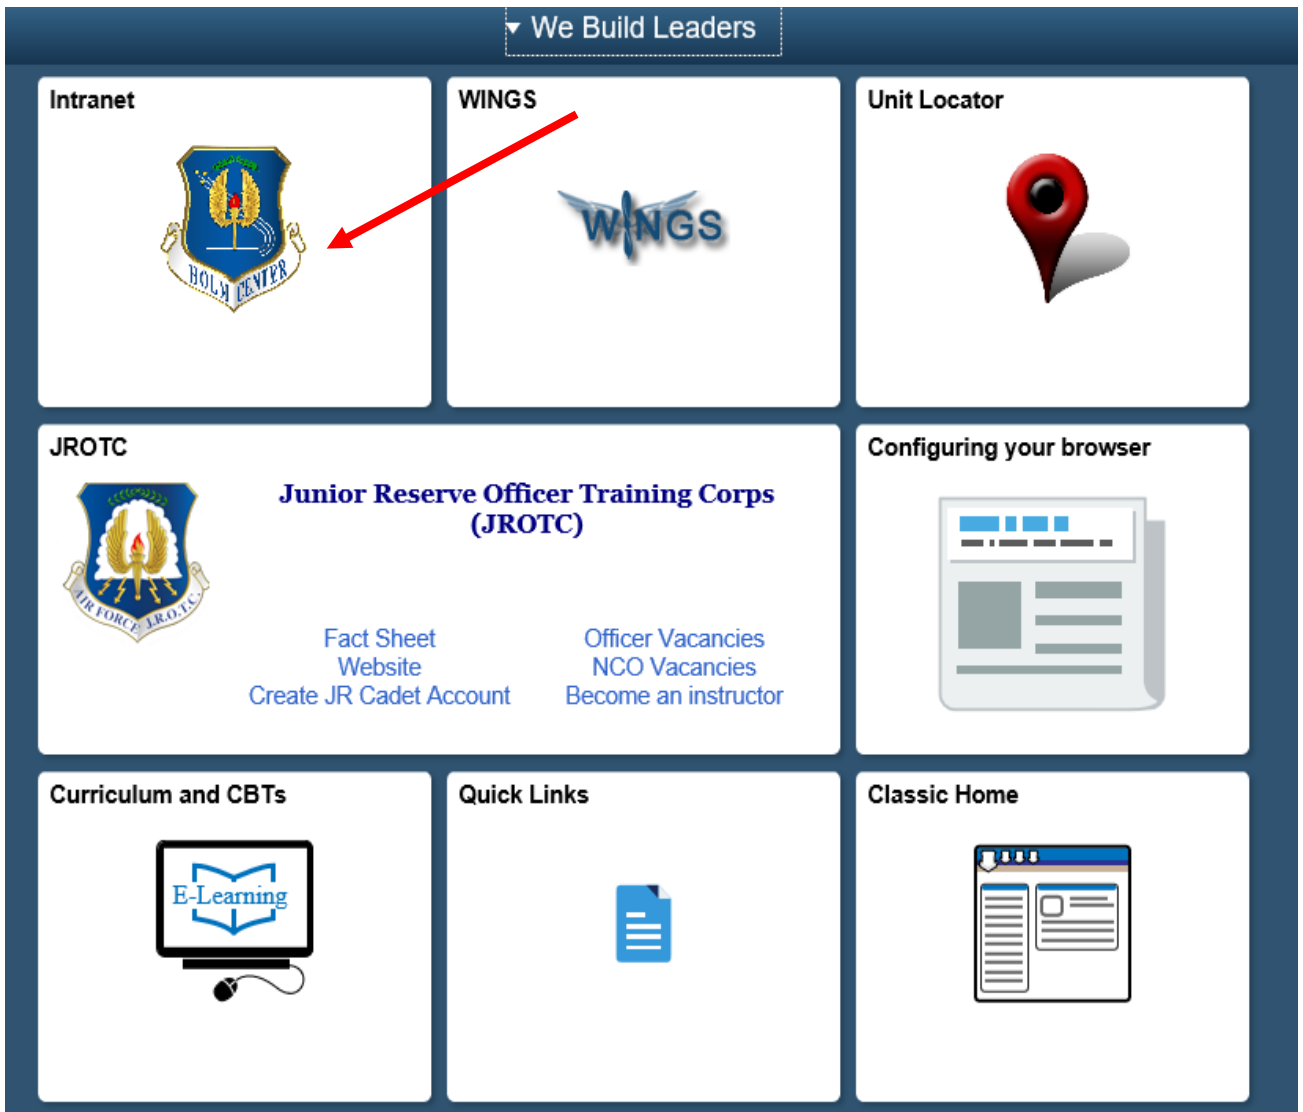 We Build Leaders
Intranet
HOLM CENTER
WINGS
WINGS
Unit Locator
JROTC
AIR FORCE J.R.O.T.C.
Junior Reserve Officer Training Corps
(JROTC)
Fact Sheet
Officer Vacancies
Website
NCO Vacancies
Create JR Cadet Account
Become an instructor
Configuring your browser
Curriculum and CBTs
E-Learning
Quick Links
Classic Home